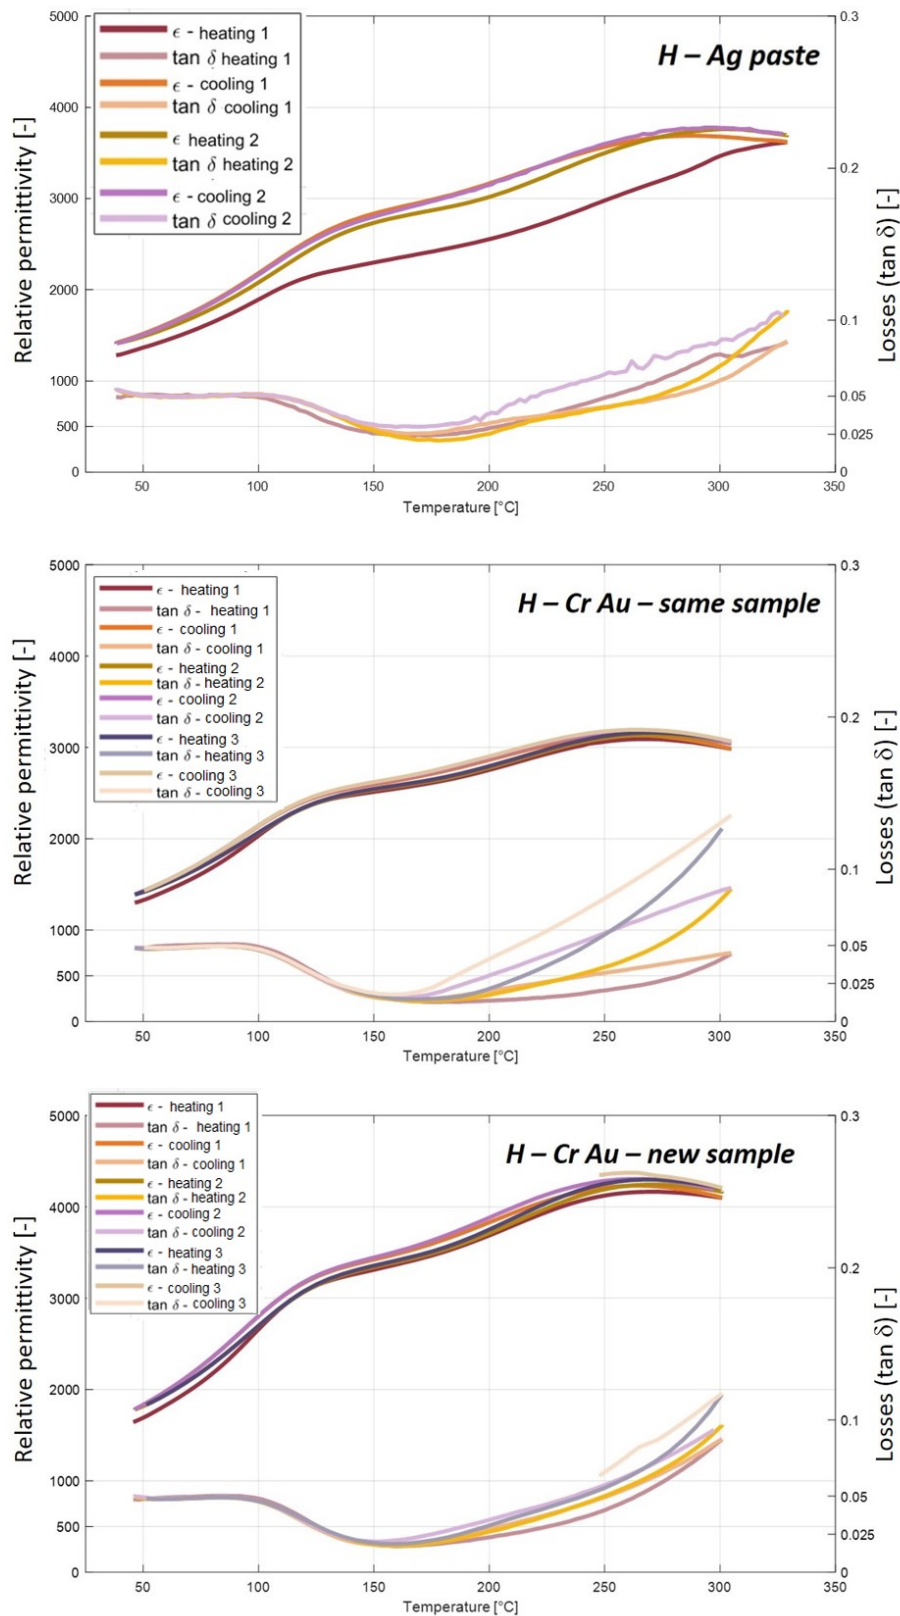 H – Ag paste
ϵ - heating 1
tan δ heating 1
ϵ - cooling 1
tan δ cooling 1
ϵ heating 2
tan δ heating 2
ϵ - cooling 2
tan δ cooling 2
Relative permittivity [-]
5000
4000
3000
2000
1000
500
0
Losses (tan δ) [-]
0.3
0.2
0.1
0.05
0.025
0
50 100 150 200 250 300 350
Temperature [°C]
H – Cr Au – same sample
ϵ - heating 1
tan δ - heating 1
ϵ - cooling 1
tan δ - cooling 1
ϵ - heating 2
tan δ - heating 2
ϵ - cooling 2
tan δ - cooling 2
ϵ - heating 3
tan δ - heating 3
ϵ - cooling 3
tan δ - cooling 3
Relative permittivity [-]
5000
4000
3000
2000
1000
500
0
Losses (tan δ) [-]
0.3
0.2
0.1
0.05
0.025
0
50 100 150 200 250 300 350
Temperature [°C]
H – Cr Au – new sample
ϵ - heating 1
tan δ - heating 1
ϵ - cooling 1
tan δ - cooling 1
ϵ - heating 2
tan δ - heating 2
ϵ - cooling 2
tan δ - cooling 2
ϵ - heating 3
tan δ - heating 3
ϵ - cooling 3
tan δ - cooling 3
Relative permittivity [-]
5000
4000
3000
2000
1000
500
0
Losses (tan δ) [-]
0.3
0.2
0.1
0.05
0.025
0
50 100 150 200 250 300 350
Temperature [°C]